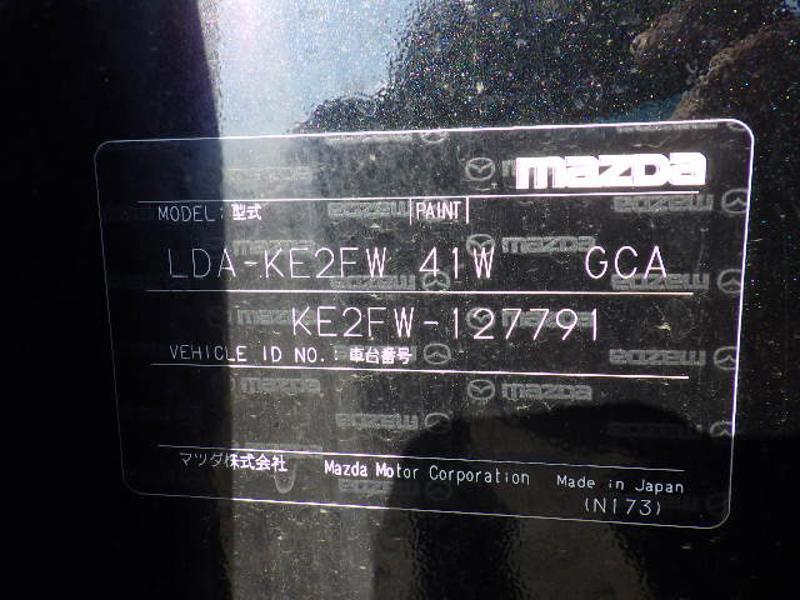 mazda
MODEL:型式 PAINT
LDA-KE2FW 41W GCA
KE2FW-127791
VEHICLE ID NO.:車台番号
マツダ株式会社 Mazda Motor Corporation Made in Japan
(N173)